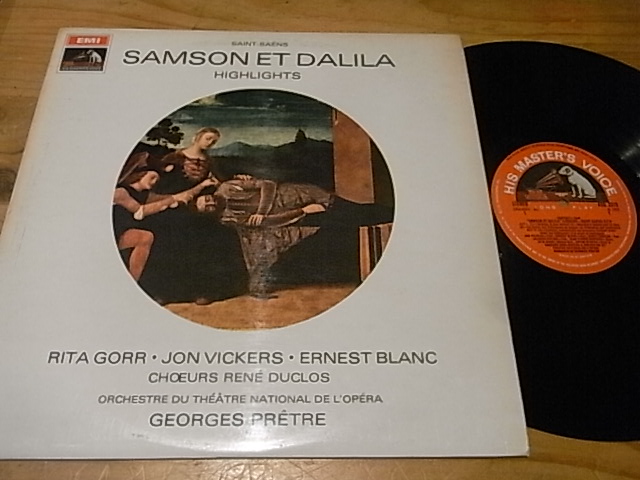 EMI
SAINT-SAËNS
SAMSON ET DALILA
HIGHLIGHTS
RITA GORR • JON VICKERS • ERNEST BLANC
CHŒURS RENÉ DUCLOS
ORCHESTRE DU THÉÂTRE NATIONAL DE L'OPÉRA
GEORGES PRÊTRE
HIS MASTER'S VOICE